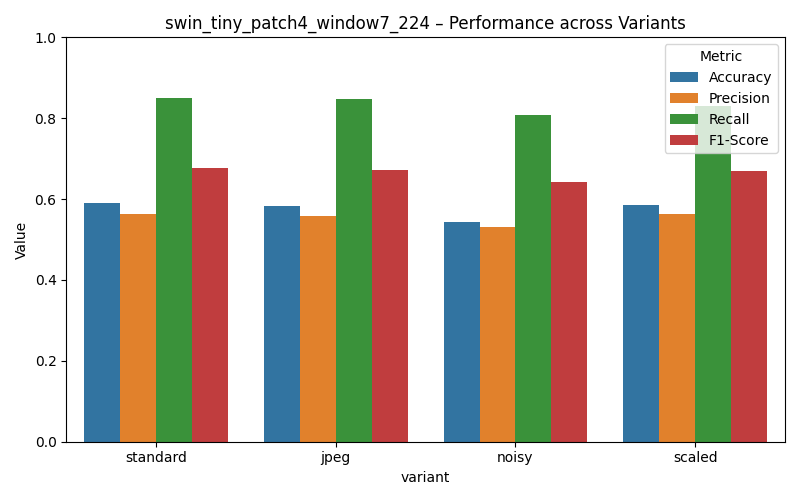 swin_tiny_patch4_window7_224 – Performance across Variants
Metric
Accuracy
Precision
Recall
F1-Score
Value
1.0
0.8
0.6
0.4
0.2
0.0
standard
jpeg
noisy
scaled
variant